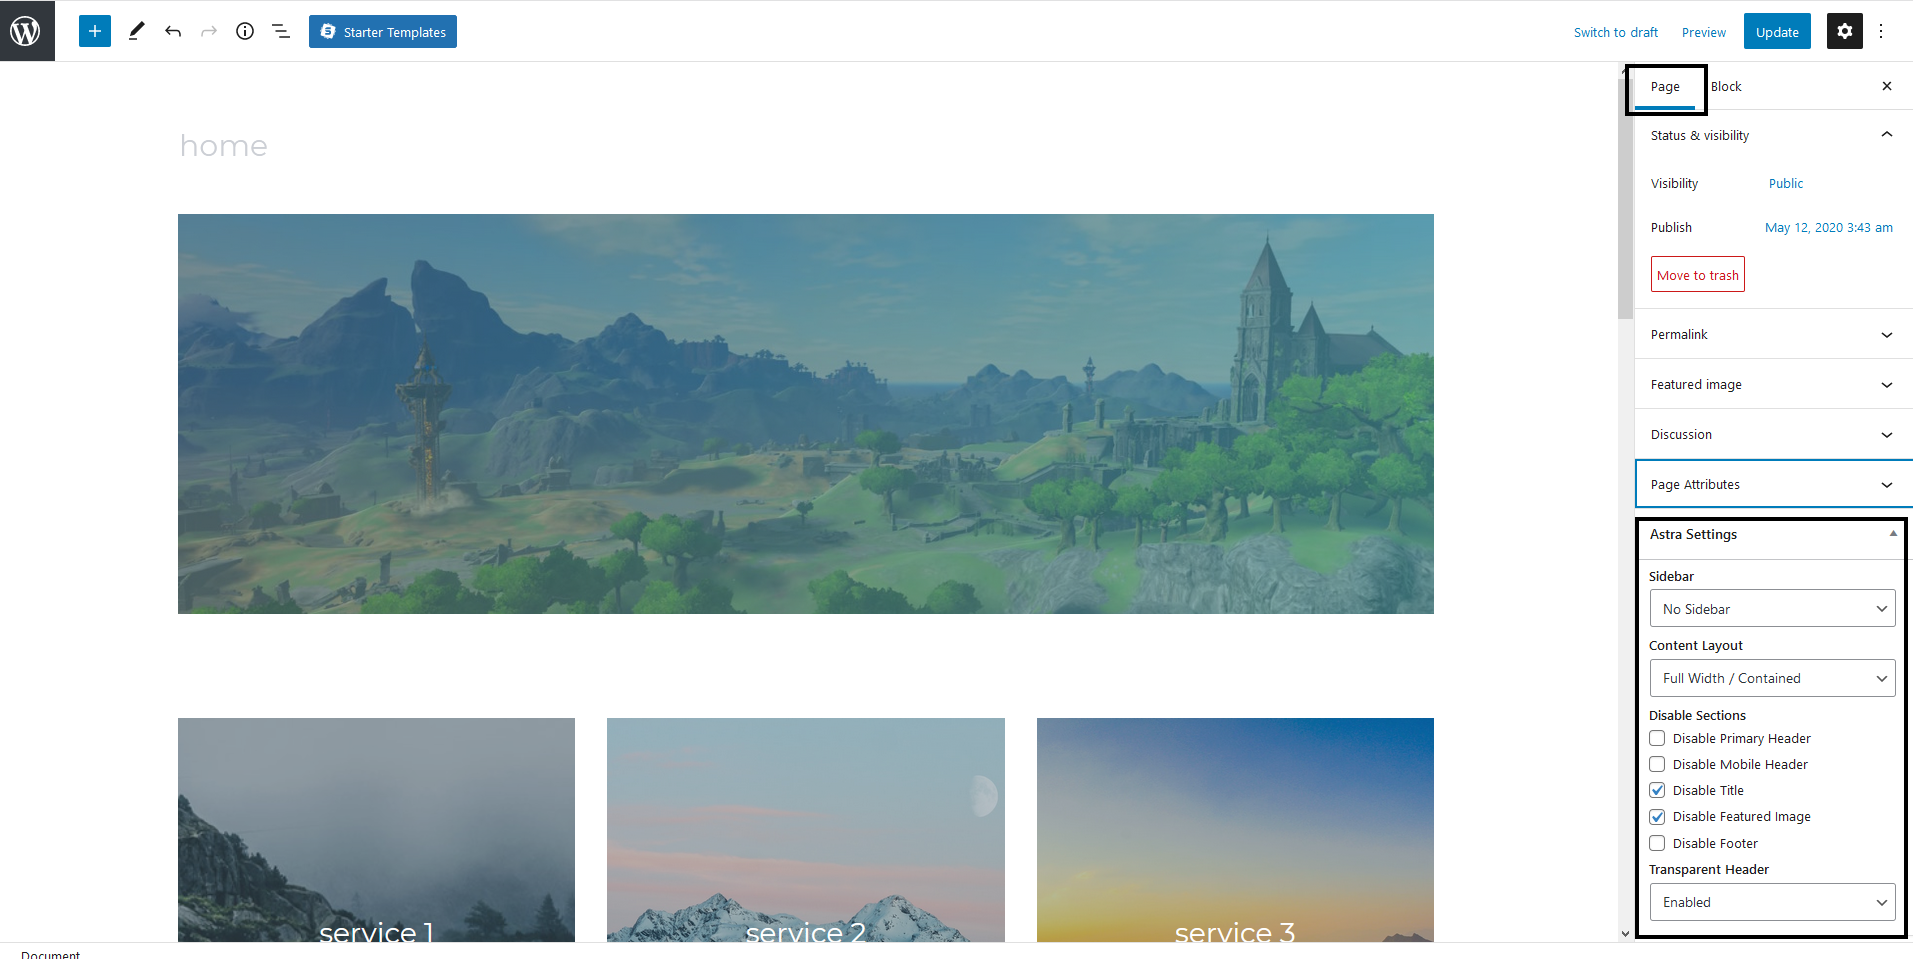 Starter Templates
Switch to draft
Preview
Update
Page
Block
Status & visibility
Visibility
Public
Publish
May 12, 2020 3:43 am
Move to trash
Permalink
Featured image
Discussion
Page Attributes
Astra Settings
Sidebar
No Sidebar
Content Layout
Full Width / Contained
Disable Sections
Disable Primary Header
Disable Mobile Header
Disable Title
Disable Featured Image
Disable Footer
Transparent Header
Enabled
home
service 1
service 2
service 3
Document